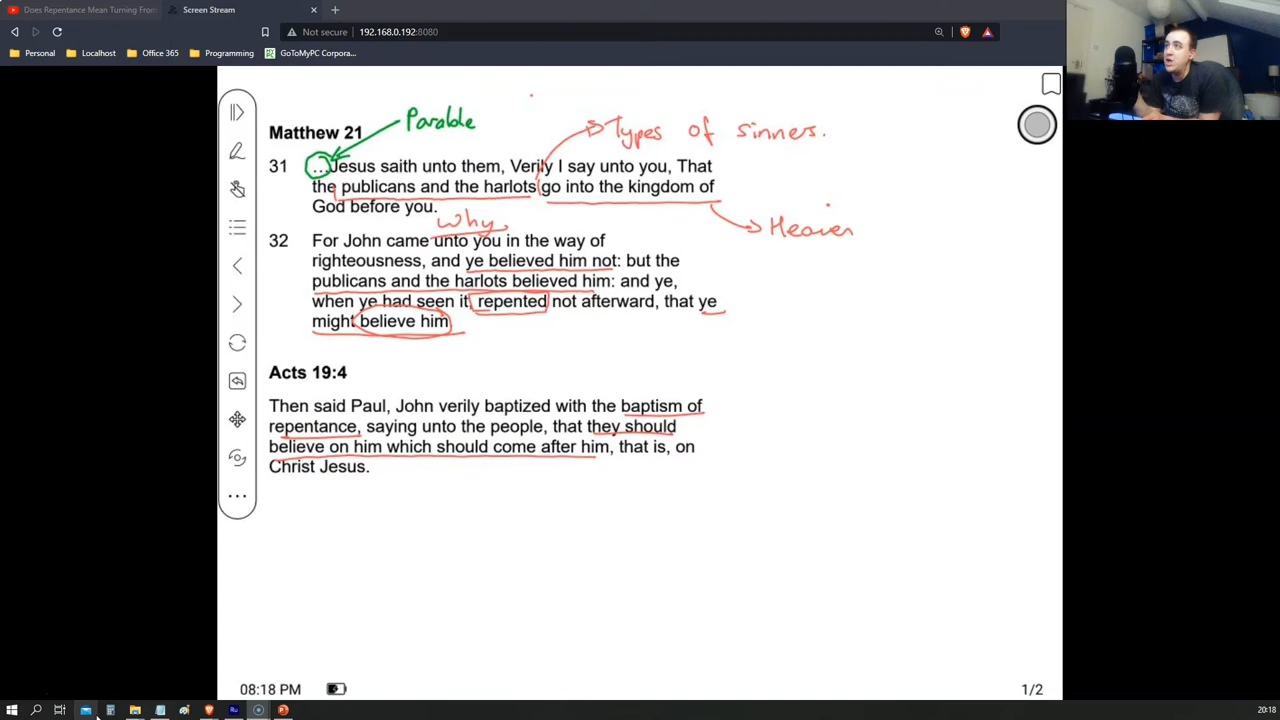 Does Repentance Mean Turning From
Screen Stream
Not secure
192.168.0.192:8080
Personal
Localhost
Office 365
Programming
GoToMyPC Corpora...
Parable
Types of sinners.
Matthew 21
31 ...Jesus saith unto them, Verily I say unto you, That
the publicans and the harlots go into the kingdom of
God before you.
Why
Heaven
32 For John came unto you in the way of
righteousness, and ye believed him not: but the
publicans and the harlots believed him: and ye,
when ye had seen it, repented not afterward, that ye
might believe him
Acts 19:4
Then said Paul, John verily baptized with the baptism of
repentance, saying unto the people, that they should
believe on him which should come after him, that is, on
Christ Jesus.
08:18 PM
1/2
20:18